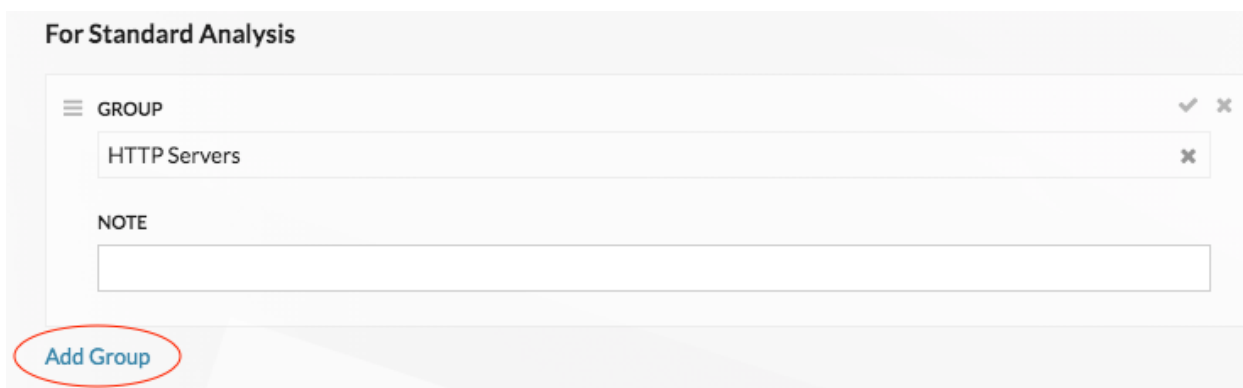 For Standard Analysis
GROUP
HTTP Servers
NOTE
Add Group